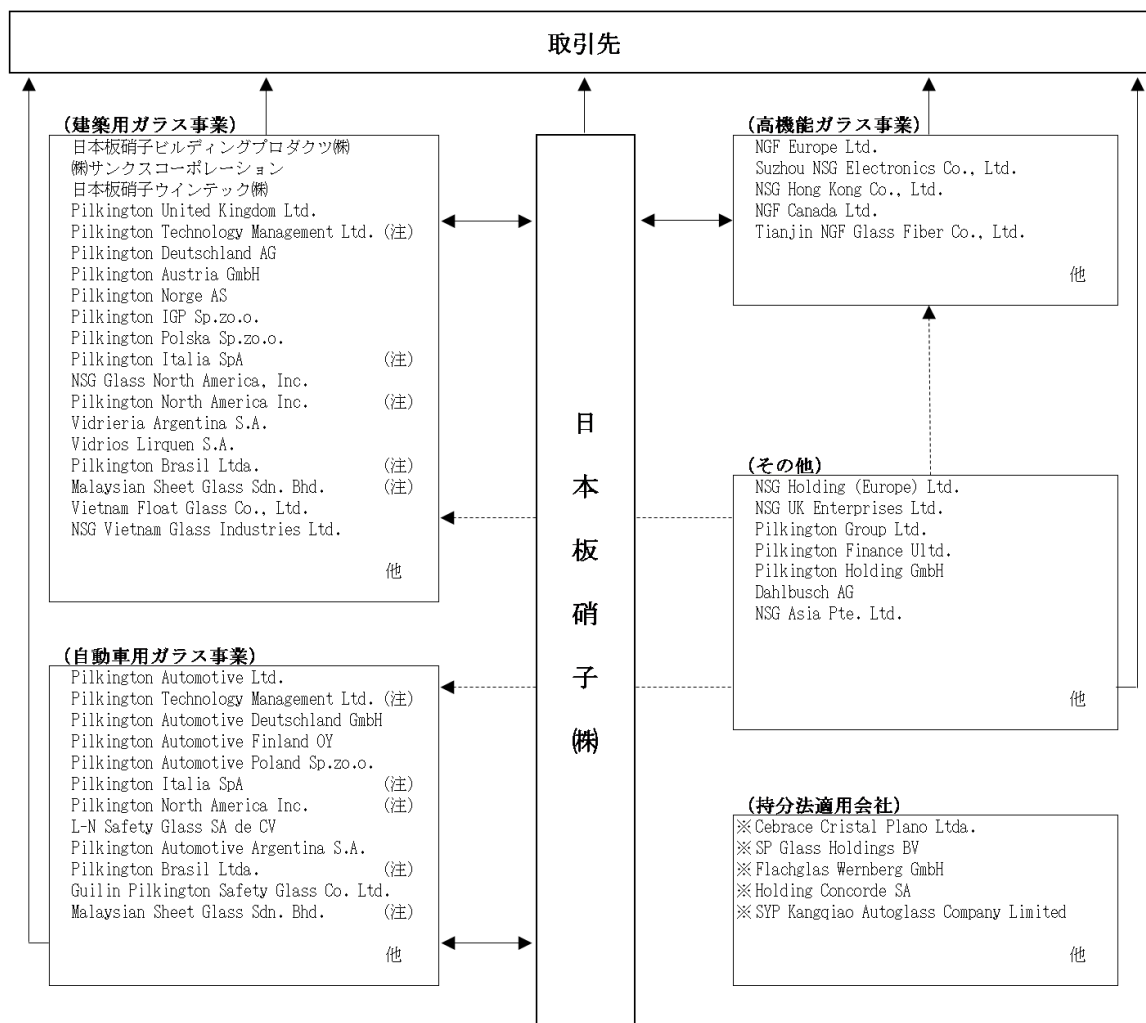 取引先
(建築用ガラス事業)
日本板硝子ビルディングプロダクツ㈱
㈱サンクスコーポレーション
日本板硝子ウインテック㈱
Pilkington United Kingdom Ltd.
Pilkington Technology Management Ltd. (注)
Pilkington Deutschland AG
Pilkington Austria GmbH
Pilkington Norge AS
Pilkington IGP Sp.zo.o.
Pilkington Polska Sp.zo.o.
Pilkington Italia SpA (注)
NSG Glass North America, Inc.
Pilkington North America Inc. (注)
Vidrieria Argentina S.A.
Vidrios Lirquen S.A.
Pilkington Brasil Ltda. (注)
Malaysian Sheet Glass Sdn. Bhd. (注)
Vietnam Float Glass Co., Ltd.
NSG Vietnam Glass Industries Ltd.
他
(自動車用ガラス事業)
Pilkington Automotive Ltd.
Pilkington Technology Management Ltd. (注)
Pilkington Automotive Deutschland GmbH
Pilkington Automotive Finland OY
Pilkington Automotive Poland Sp.zo.o.
Pilkington Italia SpA (注)
Pilkington North America Inc. (注)
L-N Safety Glass SA de CV
Pilkington Automotive Argentina S.A.
Pilkington Brasil Ltda. (注)
Guilin Pilkington Safety Glass Co. Ltd.
Malaysian Sheet Glass Sdn. Bhd. (注)
他
日本板硝子㈱
(高機能ガラス事業)
NGF Europe Ltd.
Suzhou NSG Electronics Co., Ltd.
NSG Hong Kong Co., Ltd.
NGF Canada Ltd.
Tianjin NGF Glass Fiber Co., Ltd.
他
(その他)
NSG Holding (Europe) Ltd.
NSG UK Enterprises Ltd.
Pilkington Group Ltd.
Pilkington Finance Ultd.
Pilkington Holding GmbH
Dahlbusch AG
NSG Asia Pte. Ltd.
他
(持分法適用会社)
※Cebrace Cristal Plano Ltda.
※SP Glass Holdings BV
※Flachglas Wernberg GmbH
※Holding Concorde SA
※SYP Kangqiao Autoglass Company Limited
他